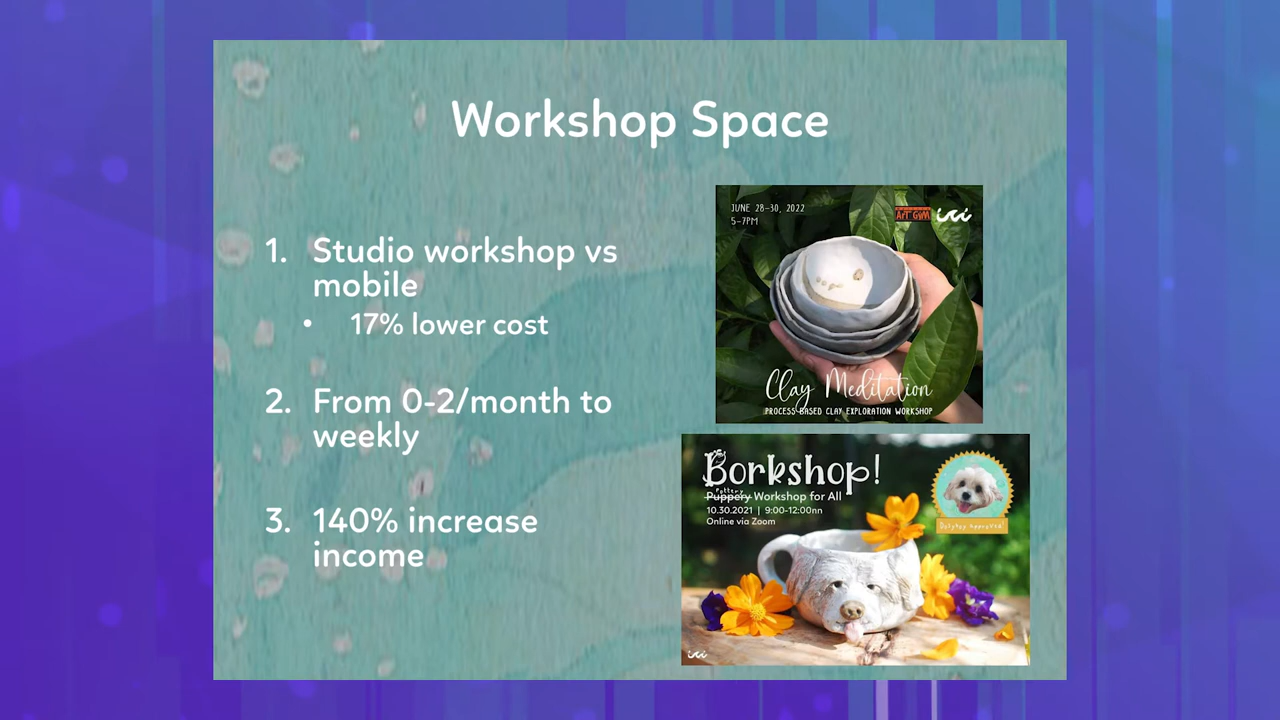 Workshop Space
1. Studio workshop vs
mobile
• 17% lower cost
2. From 0-2/month to
weekly
3. 140% increase
income
JUNE 28-30, 2022
5-7PM
ART GYM
iri
Clay Meditation
PROCESS-BASED CLAY EXPLORATION WORKSHOP
Borkshop!
Pottery
Puppery Workshop for All
10.30.2021 | 9:00-12:00nn
Online via Zoom
iri